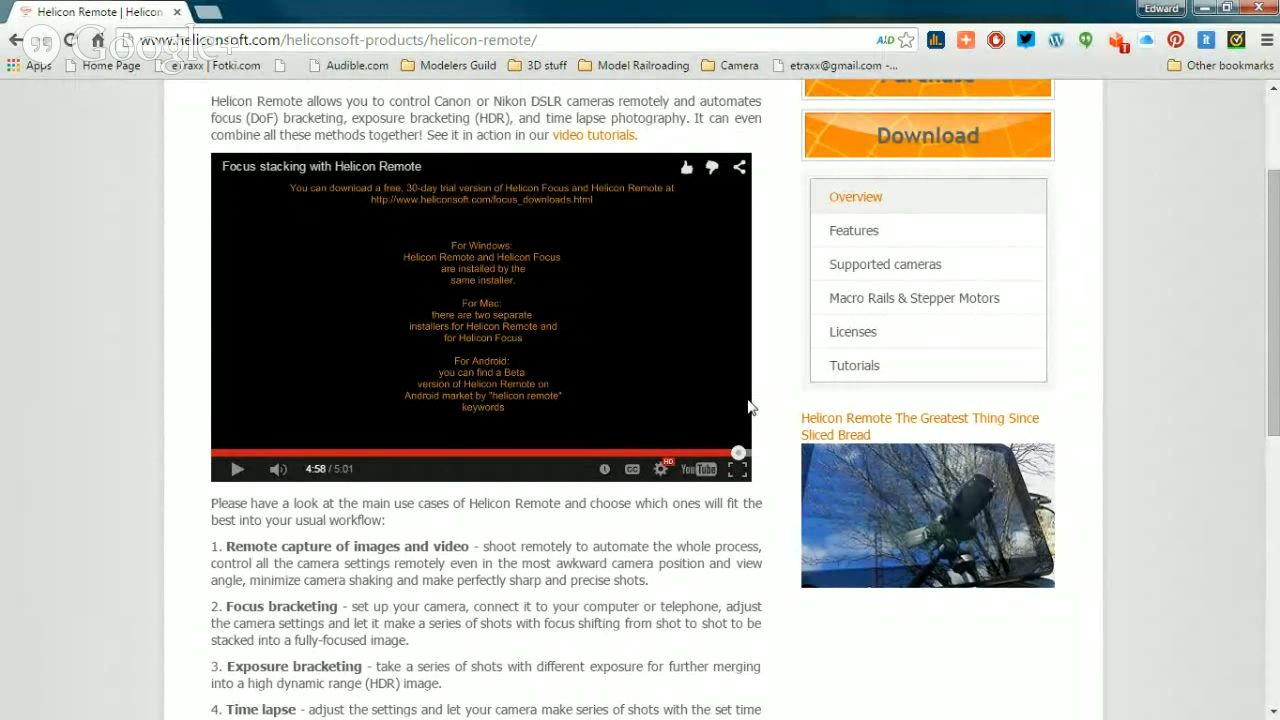 Helicon Remote | Helicon
Edward
www.heliconsoft.com/heliconsoft-products/helicon-remote/
Google
Apps
Home Page
| Fotki.com
Audible.com
Modelers Guild
3D stuff
Model Railroading
Camera
etraxx@gmail.com -...
Other bookmarks
Helicon Remote allows you to control Canon or Nikon DSLR cameras remotely and automates
focus (DoF) bracketing, exposure bracketing (HDR), and time lapse photography. It can even
combine all these methods together! See it in action in our video tutorials.
Focus stacking with Helicon Remote
You can download a free, 30-day trial version of Helicon Focus and Helicon Remote at
http://www.heliconsoft.com/focus_downloads.html
For Windows:
Helicon Remote and Helicon Focus
are installed by the
same installer.
For Mac:
there are two separate
installers for Helicon Remote and
for Helicon Focus
For Android:
you can find a Beta
version of Helicon Remote on
Android market by "helicon remote"
keywords
4:58 / 5:01
CC
HD
YouTube
Please have a look at the main use cases of Helicon Remote and choose which ones will fit the
best into your usual workflow:
1. Remote capture of images and video - shoot remotely to automate the whole process,
control all the camera settings remotely even in the most awkward camera position and view
angle, minimize camera shaking and make perfectly sharp and precise shots.
2. Focus bracketing - set up your camera, connect it to your computer or telephone, adjust
the camera settings and let it make a series of shots with focus shifting from shot to shot to be
stacked into a fully-focused image.
3. Exposure bracketing - take a series of shots with different exposure for further merging
into a high dynamic range (HDR) image.
4. Time lapse - adjust the settings and let your camera make series of shots with the set time
Purchase
Download
Overview
Features
Supported cameras
Macro Rails & Stepper Motors
Licenses
Tutorials
Helicon Remote The Greatest Thing Since
Sliced Bread